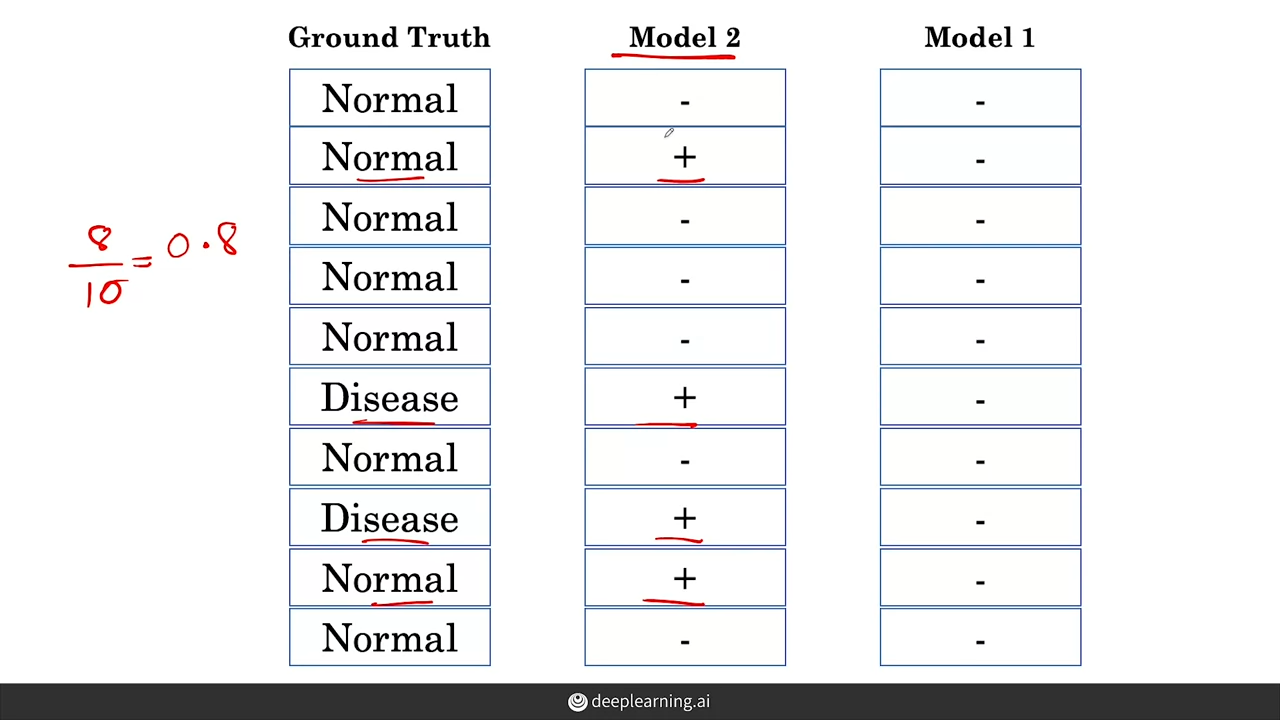 Ground Truth Model 2 Model 1
Normal - -
Normal + -
Normal - -
8/10 = 0.8
Normal - -
Normal - -
Disease + -
Normal - -
Disease + -
Normal + -
Normal - -
deeplearning.ai